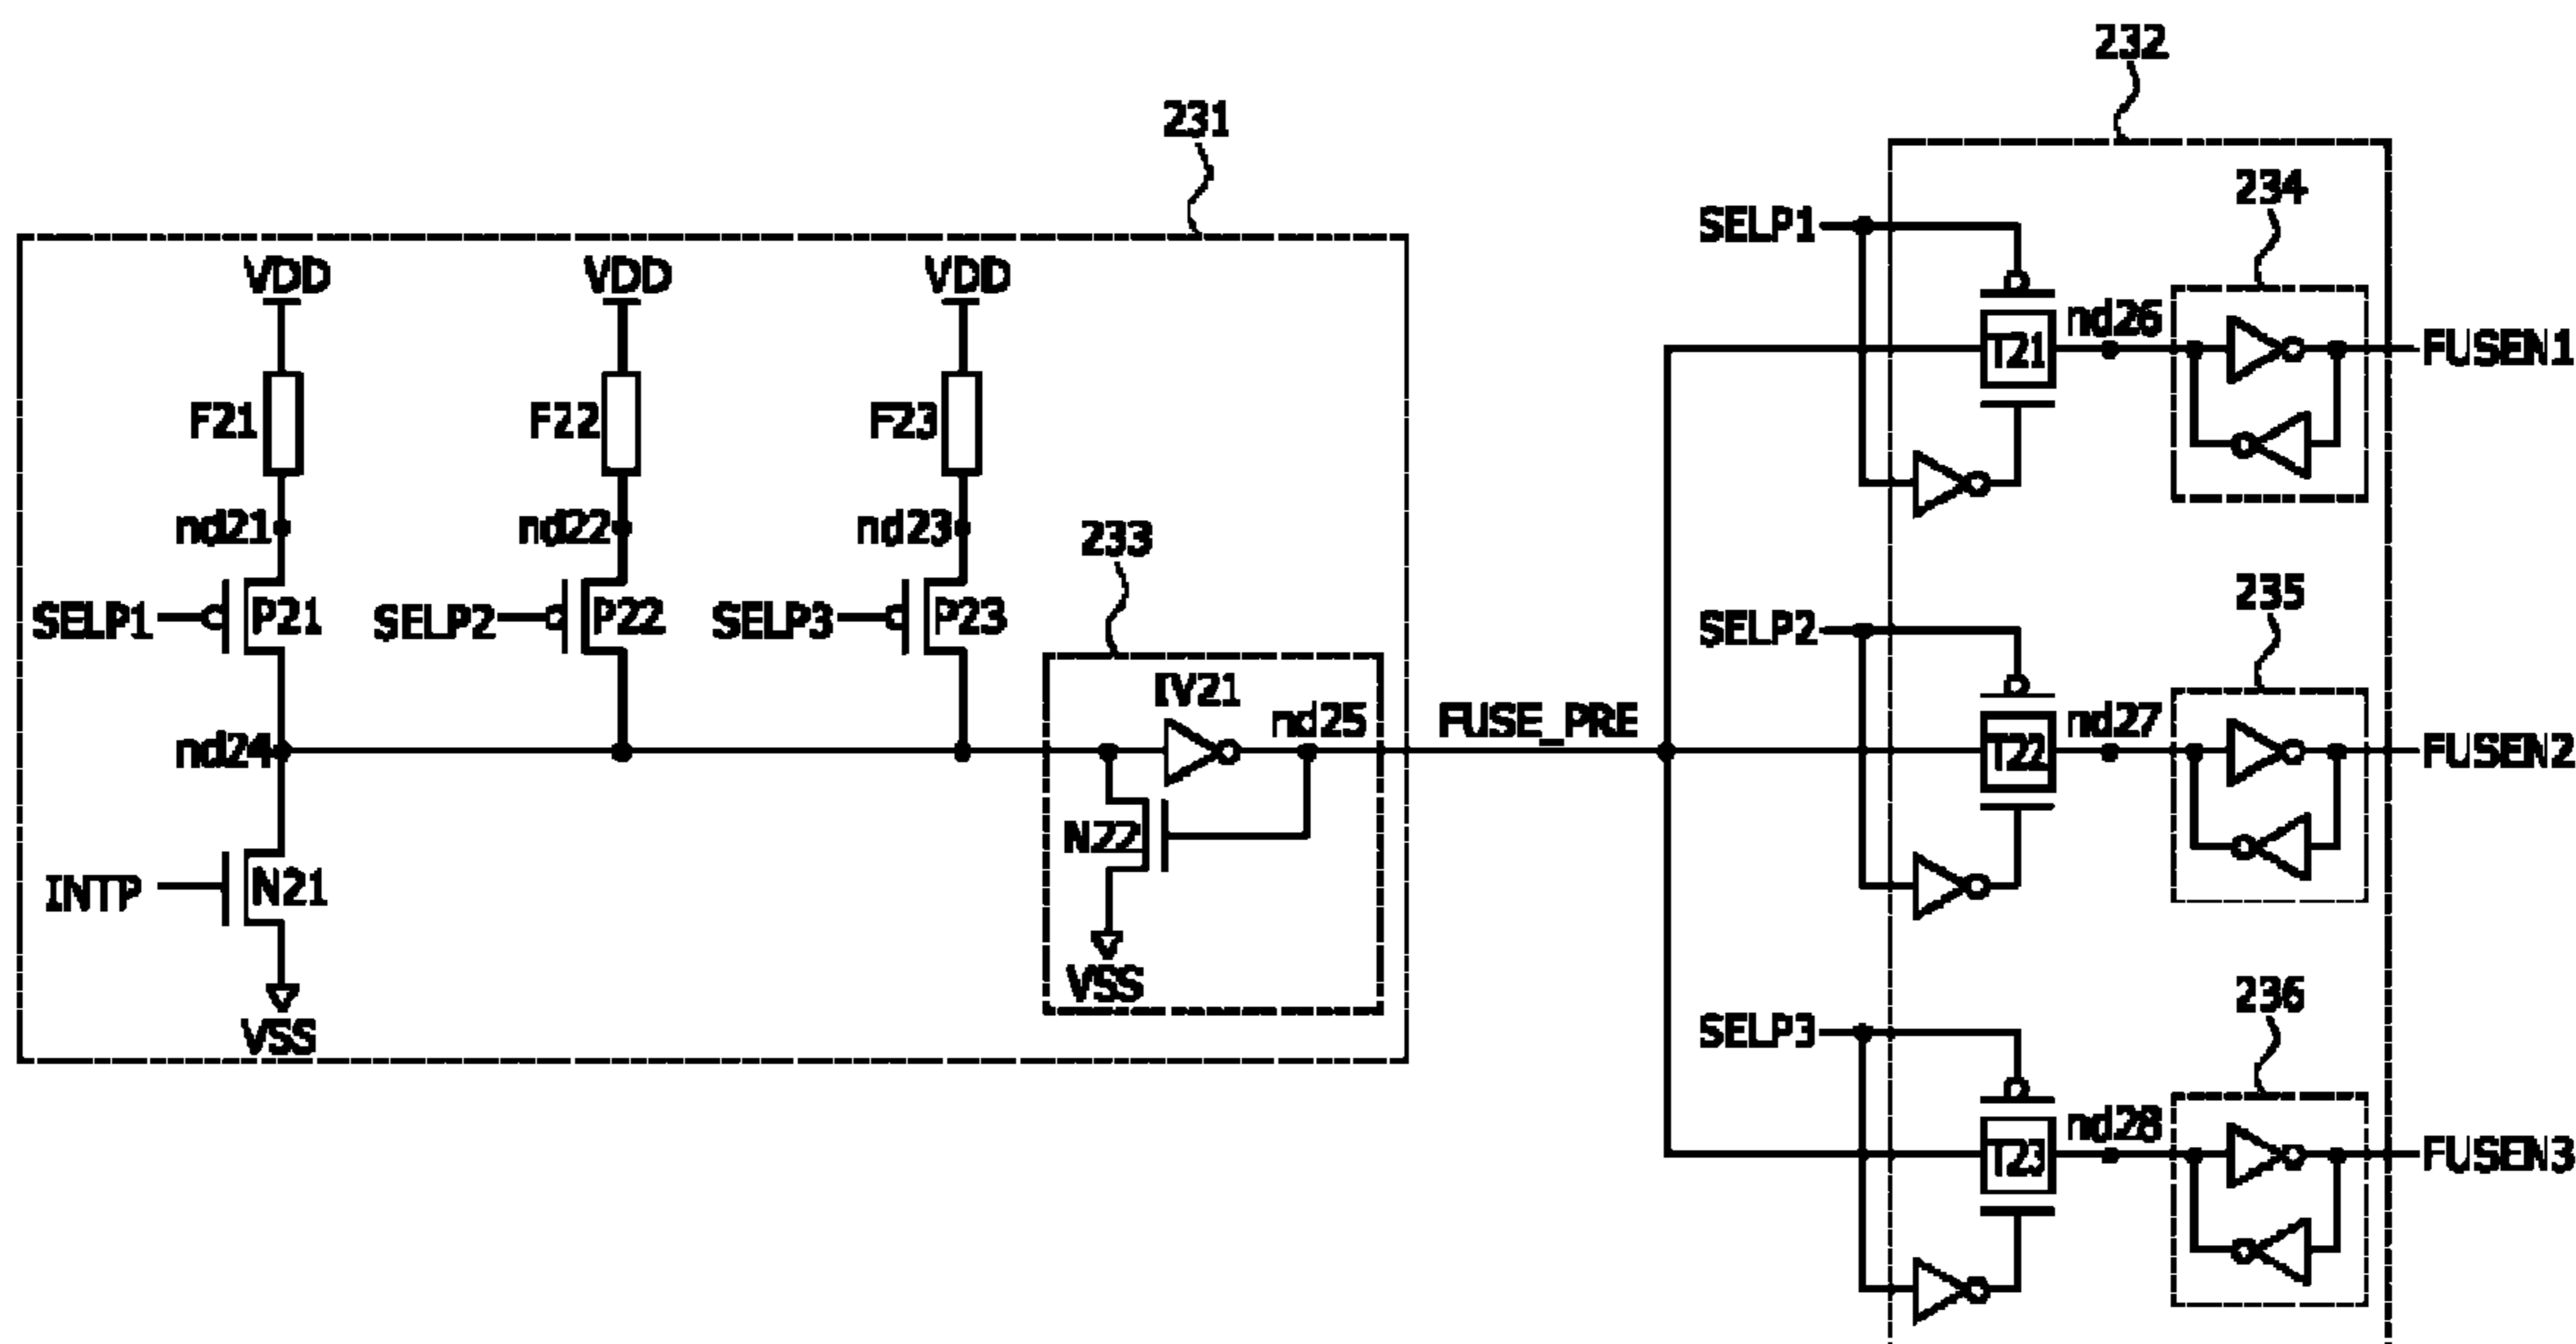 232
231
234
SELP1
VDD VDD VDD
nd26
T21
FUSEN1
F21 F22 F23
nd21 nd22 nd23
233
235
SELP1 P21 SELP2 P22 SELP3 P23
SELP2
IV21
nd25
FUSE_PRE
nd27
nd24
T22
FUSEN2
N22
INTP N21
VSS
236
SELP3
VSS
nd28
T23
FUSEN3